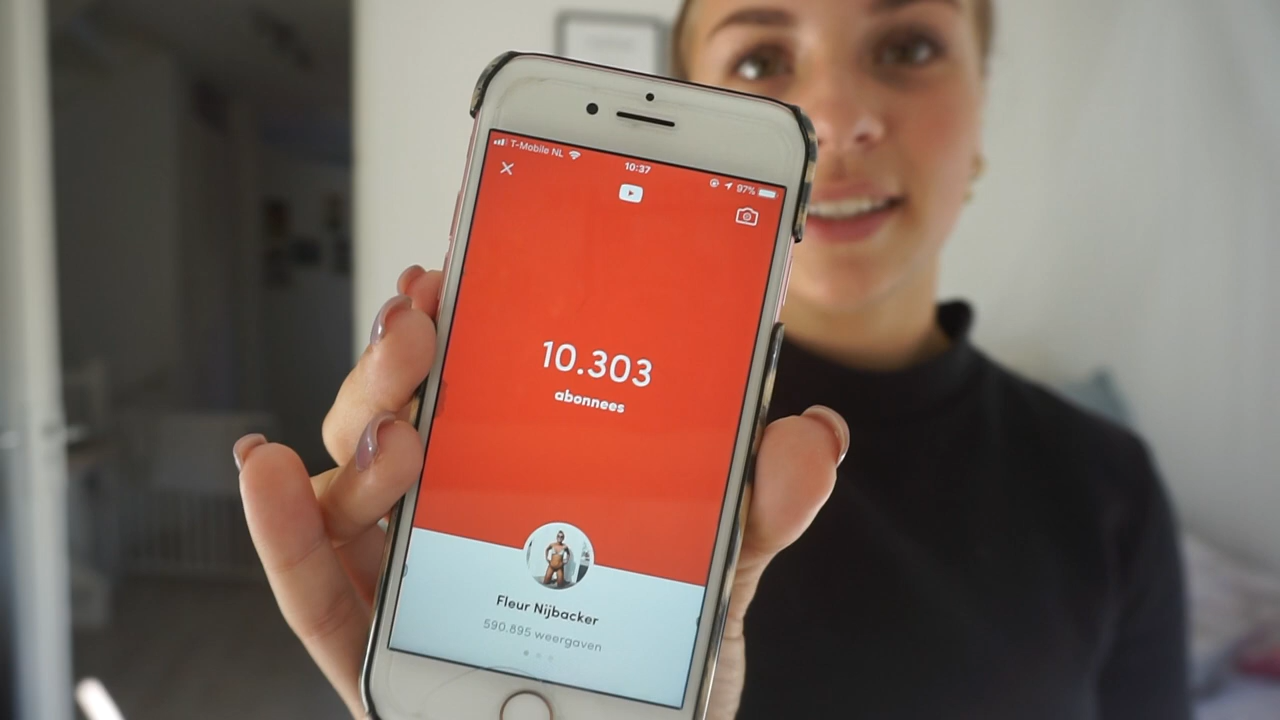 T-Mobile NL 10:37 97%
10.303
abonnees
Fleur Nijbacker
590.895 weergaven